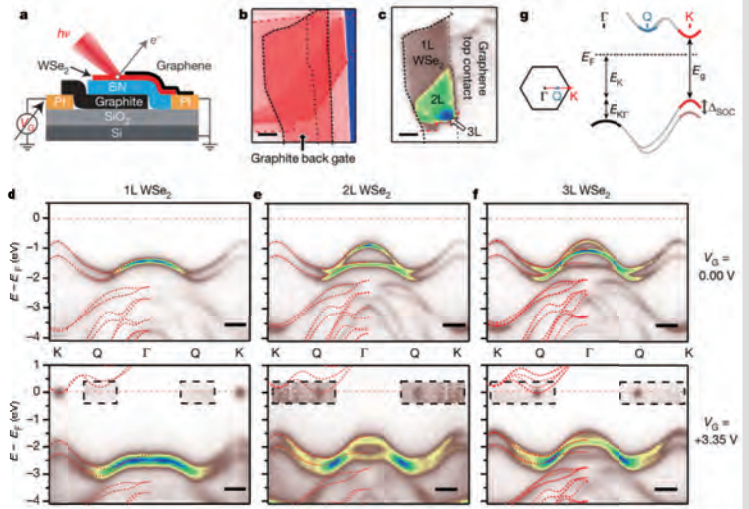 a
hν
e⁻
WSe₂
Graphene
BN
Pt
Graphite
Pt
V_G
SiO₂
Si
b
Graphite back gate
c
1L
WSe₂
2L
3L
Graphene
top contact
g
Γ
Q
K
E_F
E_K
E_g
E_KΓ
Δ_SOC
Γ
Q
K
d
1L WSe₂
e
2L WSe₂
f
3L WSe₂
E − E_F (eV)
0
−1
−2
−3
−4
V_G =
0.00 V
K
Q
Γ
Q
K
Q
Γ
Q
K
Q
Γ
Q
K
E − E_F (eV)
1
0
−1
−2
−3
−4
V_G =
+3.35 V